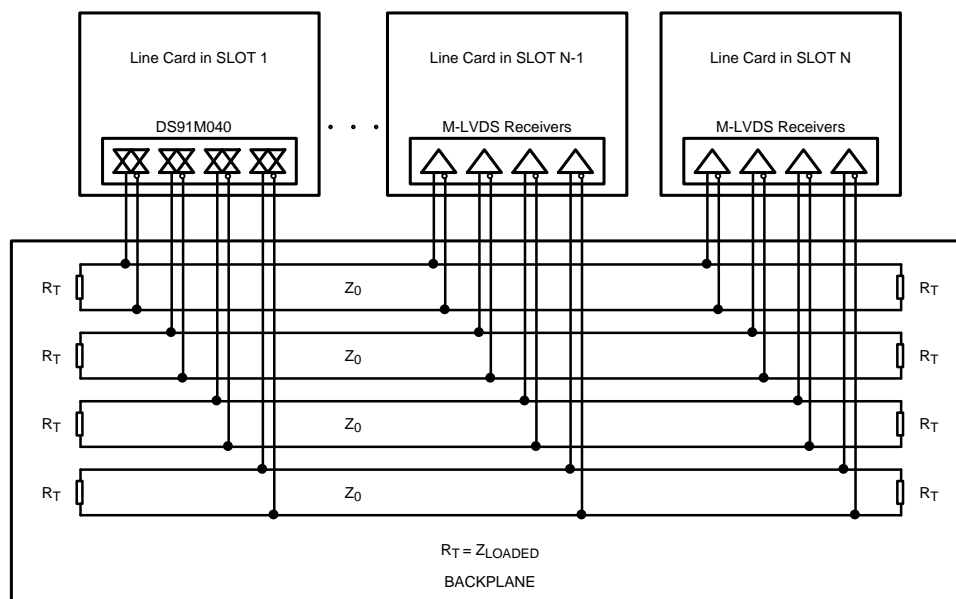 Line Card in SLOT 1
Line Card in SLOT N-1
Line Card in SLOT N
DS91M040
M-LVDS Receivers
M-LVDS Receivers
RT
Z0
RT
RT
Z0
RT
RT
Z0
RT
RT
Z0
RT
RT = ZLOADED
BACKPLANE